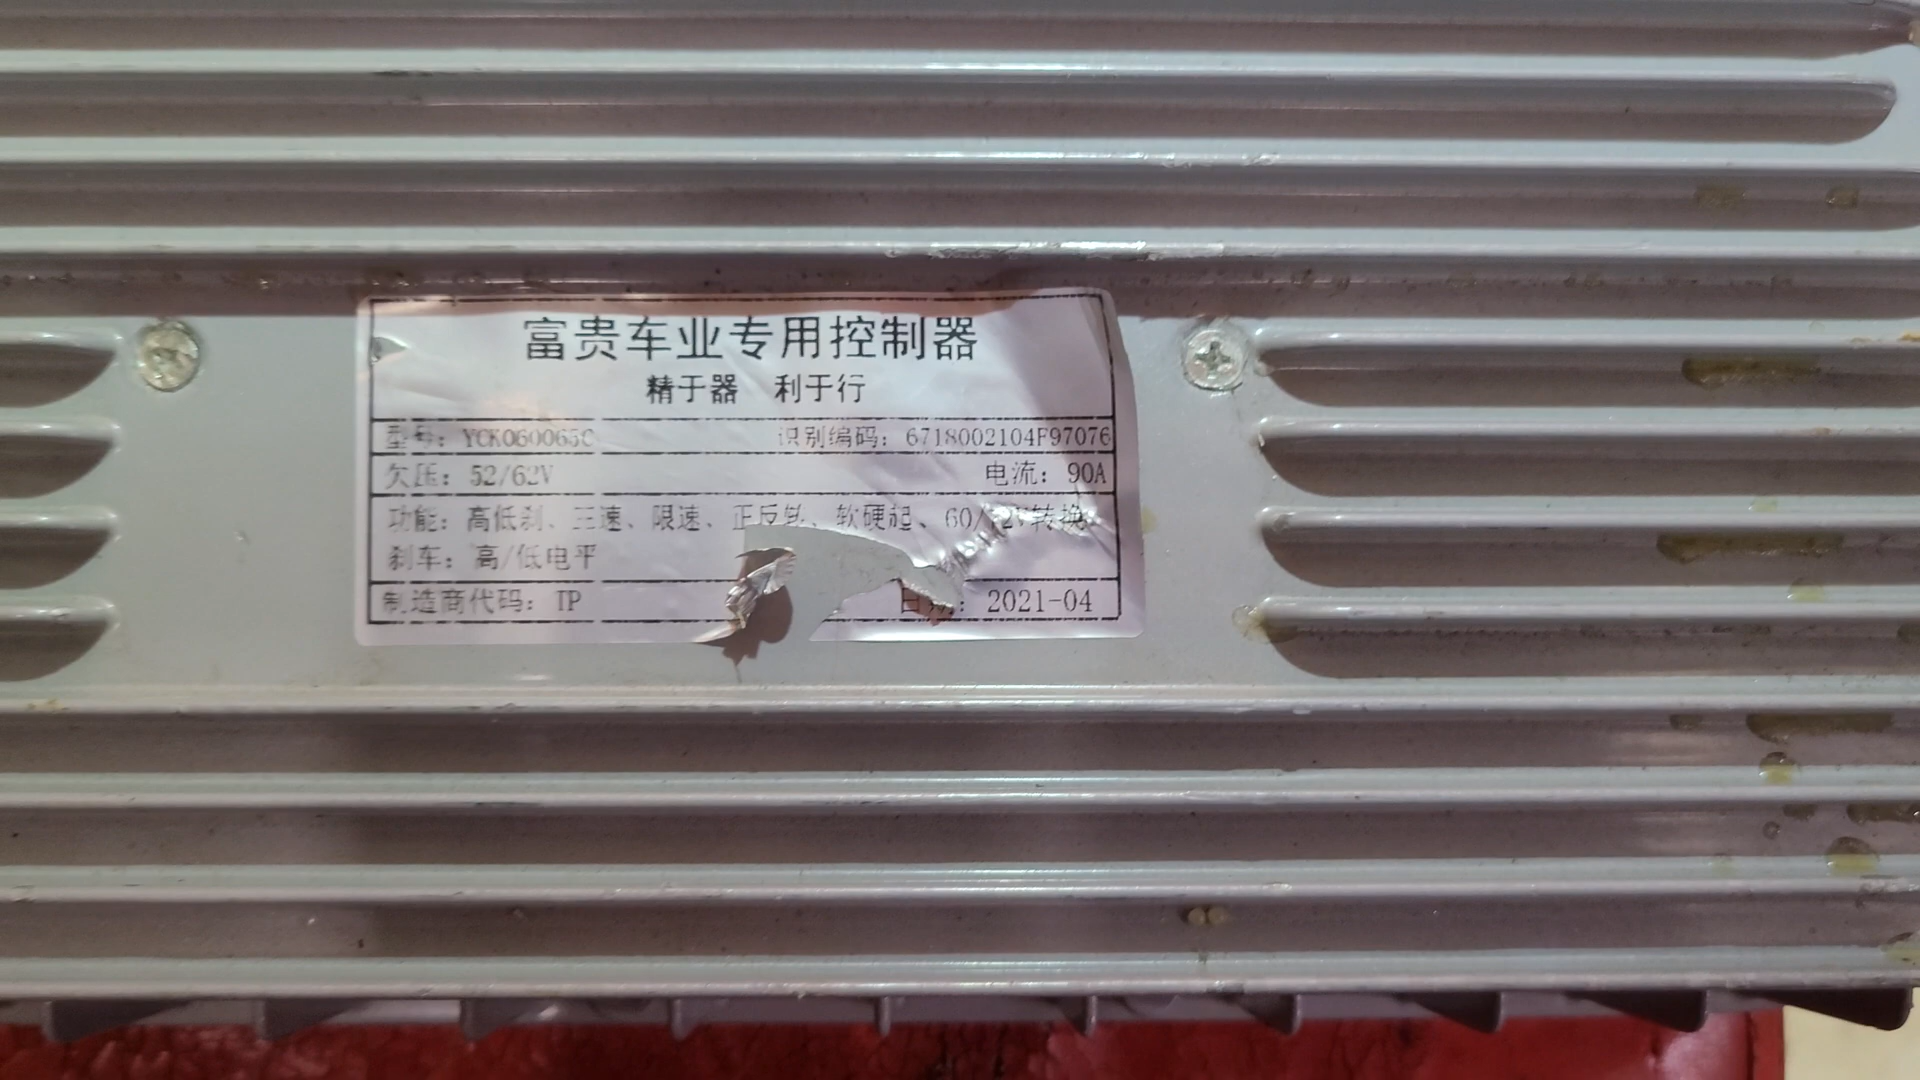 富贵车业专用控制器
精于器 利于行
型号：YCK060065C 识别编码：6718002104F97076
欠压：52/62V 电流：90A
功能：高低刹、三速、限速、正反轮、软硬起、60/72V转换
刹车：高/低电平
制造商代码：TP 日期：2021-04